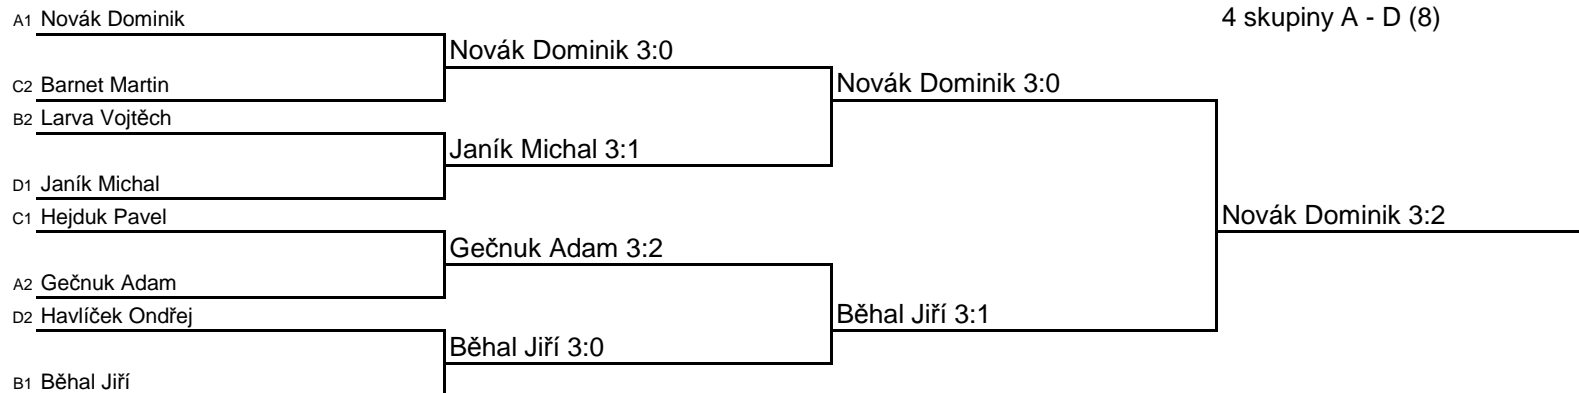 A1 Novák Dominik
4 skupiny A - D (8)
Novák Dominik 3:0
C2 Barnet Martin
Novák Dominik 3:0
B2 Larva Vojtěch
Janík Michal 3:1
D1 Janík Michal
C1 Hejduk Pavel
Novák Dominik 3:2
Gečnuk Adam 3:2
A2 Gečnuk Adam
D2 Havlíček Ondřej
Běhal Jiří 3:1
Běhal Jiří 3:0
B1 Běhal Jiří